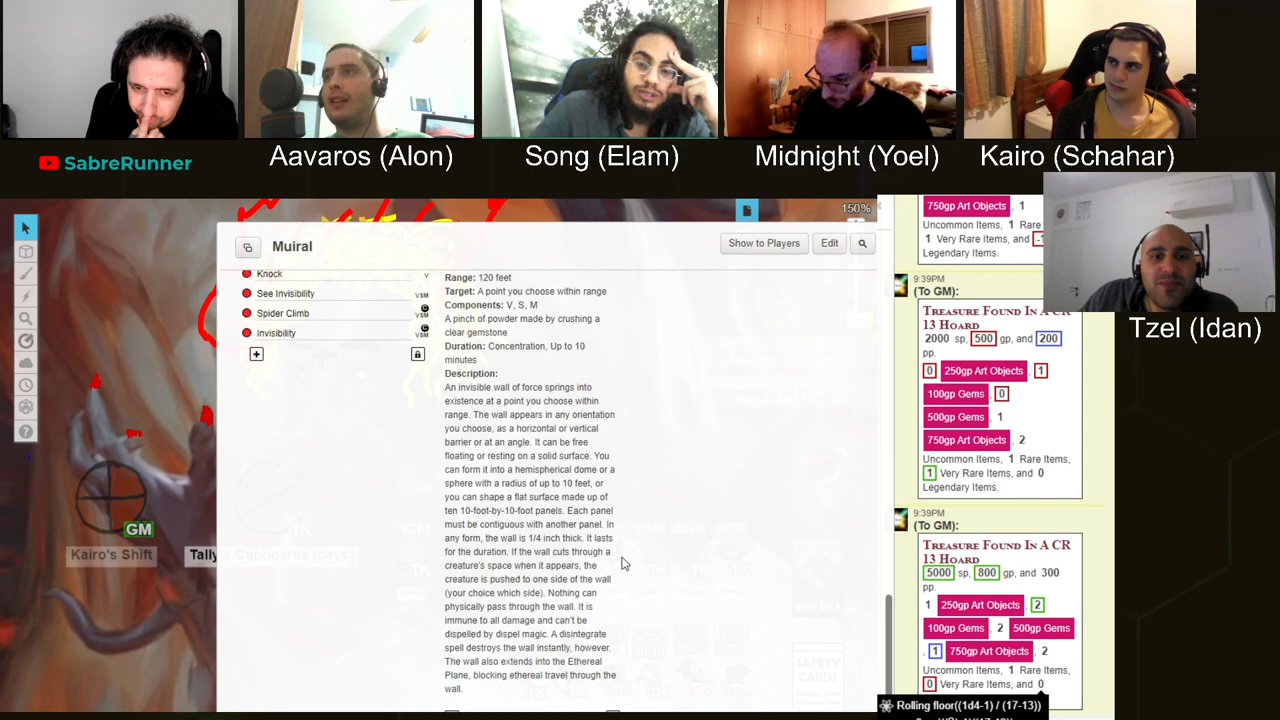 SabreRunner
Aavaros (Alon)
Song (Elam)
Midnight (Yoel)
Kairo (Schahar)
Tzel (Idan)
150%
Muiral
Show to Players
Edit
Knock
V
See Invisibility
VSM
Spider Climb
C
VSM
Invisibility
C
VSM
Range: 120 feet
Target: A point you choose within range
Components: V, S, M
A pinch of powder made by crushing a
clear gemstone
Duration: Concentration, Up to 10
minutes
Description:
An invisible wall of force springs into
existence at a point you choose within
range. The wall appears in any orientation
you choose, as a horizontal or vertical
barrier or at an angle. It can be free
floating or resting on a solid surface. You
can form it into a hemispherical dome or a
sphere with a radius of up to 10 feet, or
you can shape a flat surface made up of
ten 10-foot-by-10-foot panels. Each panel
must be contiguous with another panel. In
any form, the wall is 1/4 inch thick. It lasts
for the duration. If the wall cuts through a
creature's space when it appears, the
creature is pushed to one side of the wall
(your choice which side). Nothing can
physically pass through the wall. It is
immune to all damage and can't be
dispelled by dispel magic. A disintegrate
spell destroys the wall instantly, however.
The wall also extends into the Ethereal
Plane, blocking ethereal travel through the
wall.
GM
Kairo's Shift
Tally's Cupboards (days)
SAFETY
CARDS
750gp Art Objects , 1
Uncommon Items, 1 Rare
1 Very Rare Items, and
Legendary Items.
9:39PM
(To GM):
Treasure Found In A CR
13 Hoard
2000 sp, 500 gp, and 200
pp.
0 250gp Art Objects , 1
100gp Gems , 0
500gp Gems , 1
750gp Art Objects , 2
Uncommon Items, 1 Rare Items,
1 Very Rare Items, and 0
Legendary Items.
9:39PM
(To GM):
Treasure Found In A CR
13 Hoard
5000 sp, 800 gp, and 300
pp.
1 250gp Art Objects , 2
100gp Gems , 2 500gp Gems
, 1 750gp Art Objects , 2
Uncommon Items, 1 Rare Items,
0 Very Rare Items, and 0
Rolling floor((1d4-1) / (17-13))